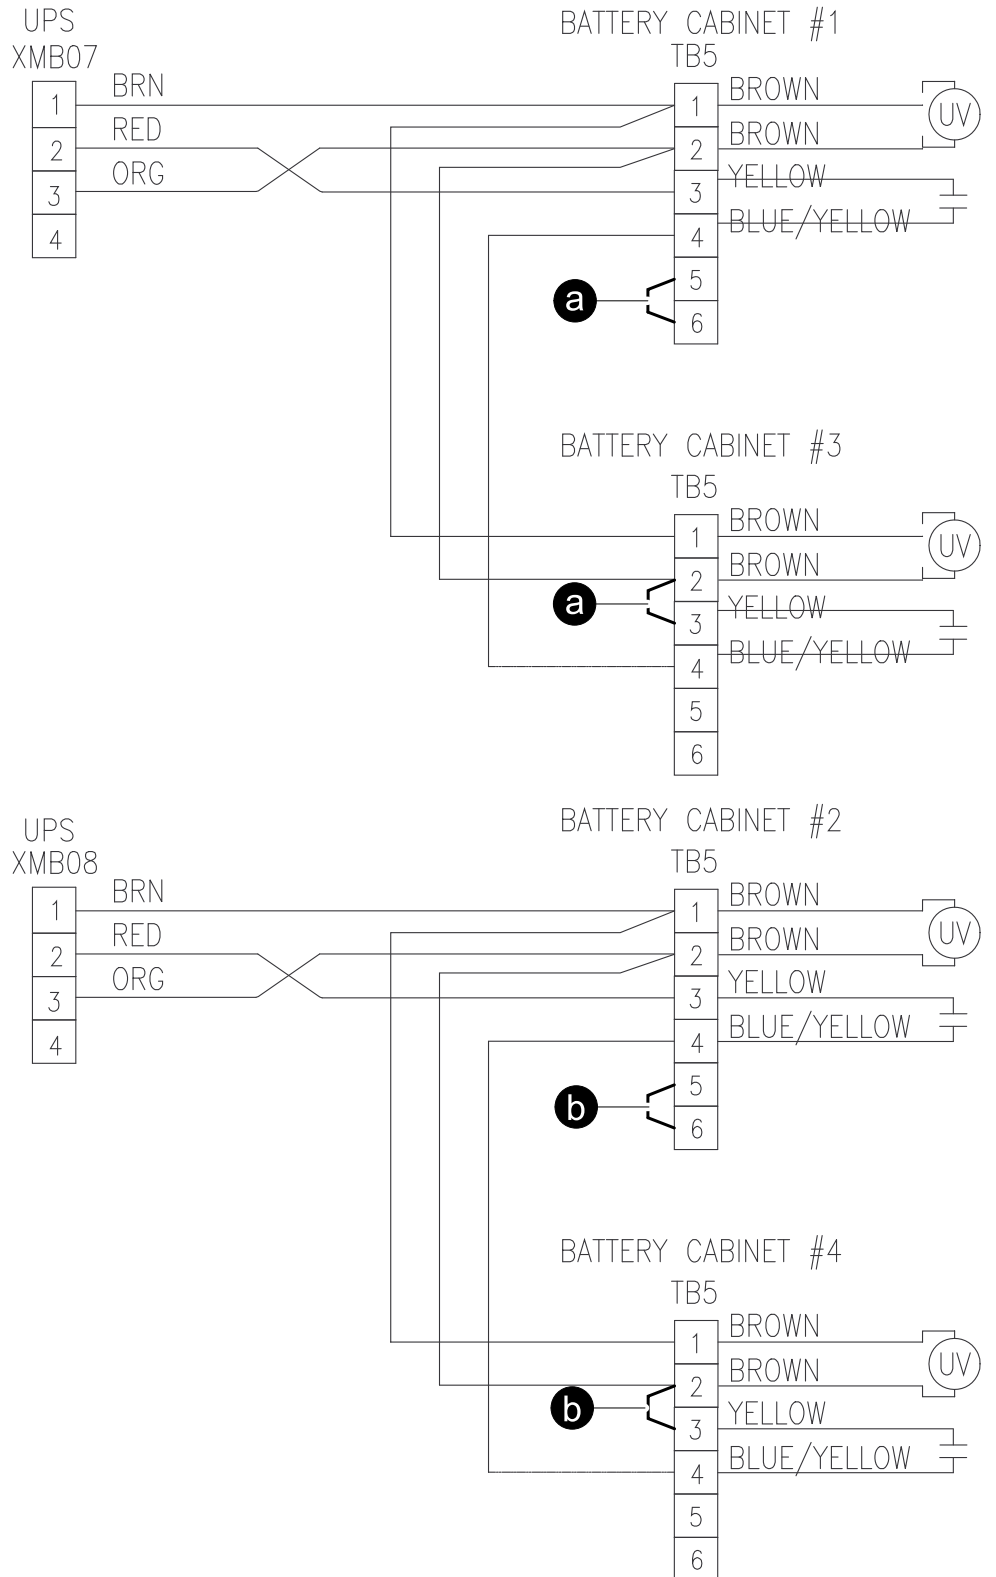 UPS
XMB07
1
2
3
4
BRN
RED
ORG
BATTERY CABINET #1
TB5
1
2
3
4
5
6
BROWN
BROWN
YELLOW
BLUE/YELLOW
UV
a
BATTERY CABINET #3
TB5
1
2
3
4
5
6
BROWN
BROWN
YELLOW
BLUE/YELLOW
UV
a
UPS
XMB08
1
2
3
4
BRN
RED
ORG
BATTERY CABINET #2
TB5
1
2
3
4
5
6
BROWN
BROWN
YELLOW
BLUE/YELLOW
UV
b
BATTERY CABINET #4
TB5
1
2
3
4
5
6
BROWN
BROWN
YELLOW
BLUE/YELLOW
UV
b